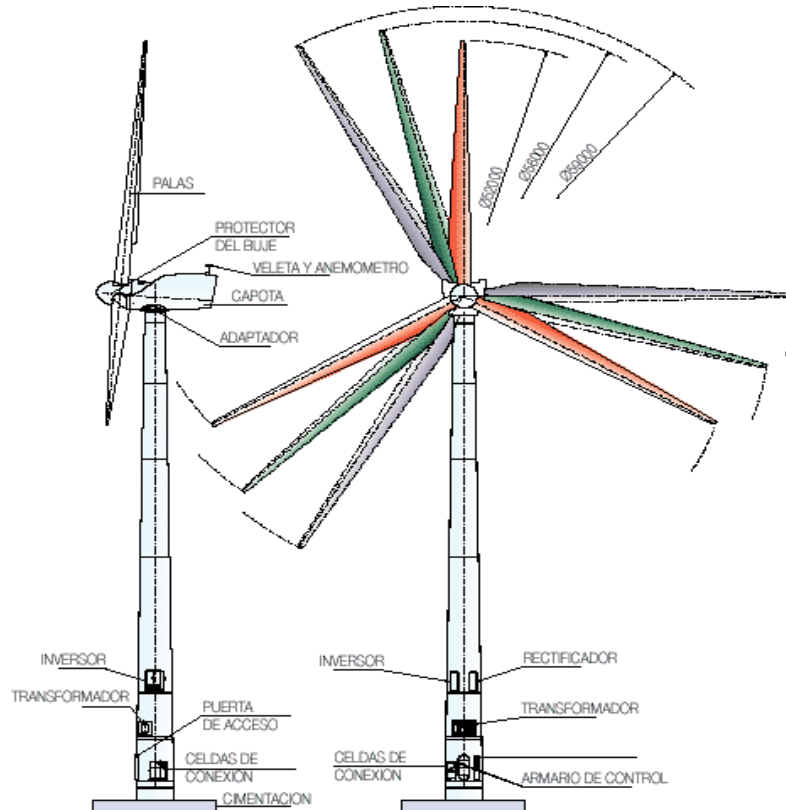 PALAS
PROTECTOR
DEL BUJE
VELETA Y ANEMOMETRO
CAPOTA
ADAPTADOR
INVERSOR
TRANSFORMADOR
PUERTA
DE ACCESO
CELDAS DE
CONEXION
CIMENTACION
Ø52000
Ø56000
Ø59000
INVERSOR
RECTIFICADOR
TRANSFORMADOR
CELDAS DE
CONEXION
ARMARIO DE CONTROL